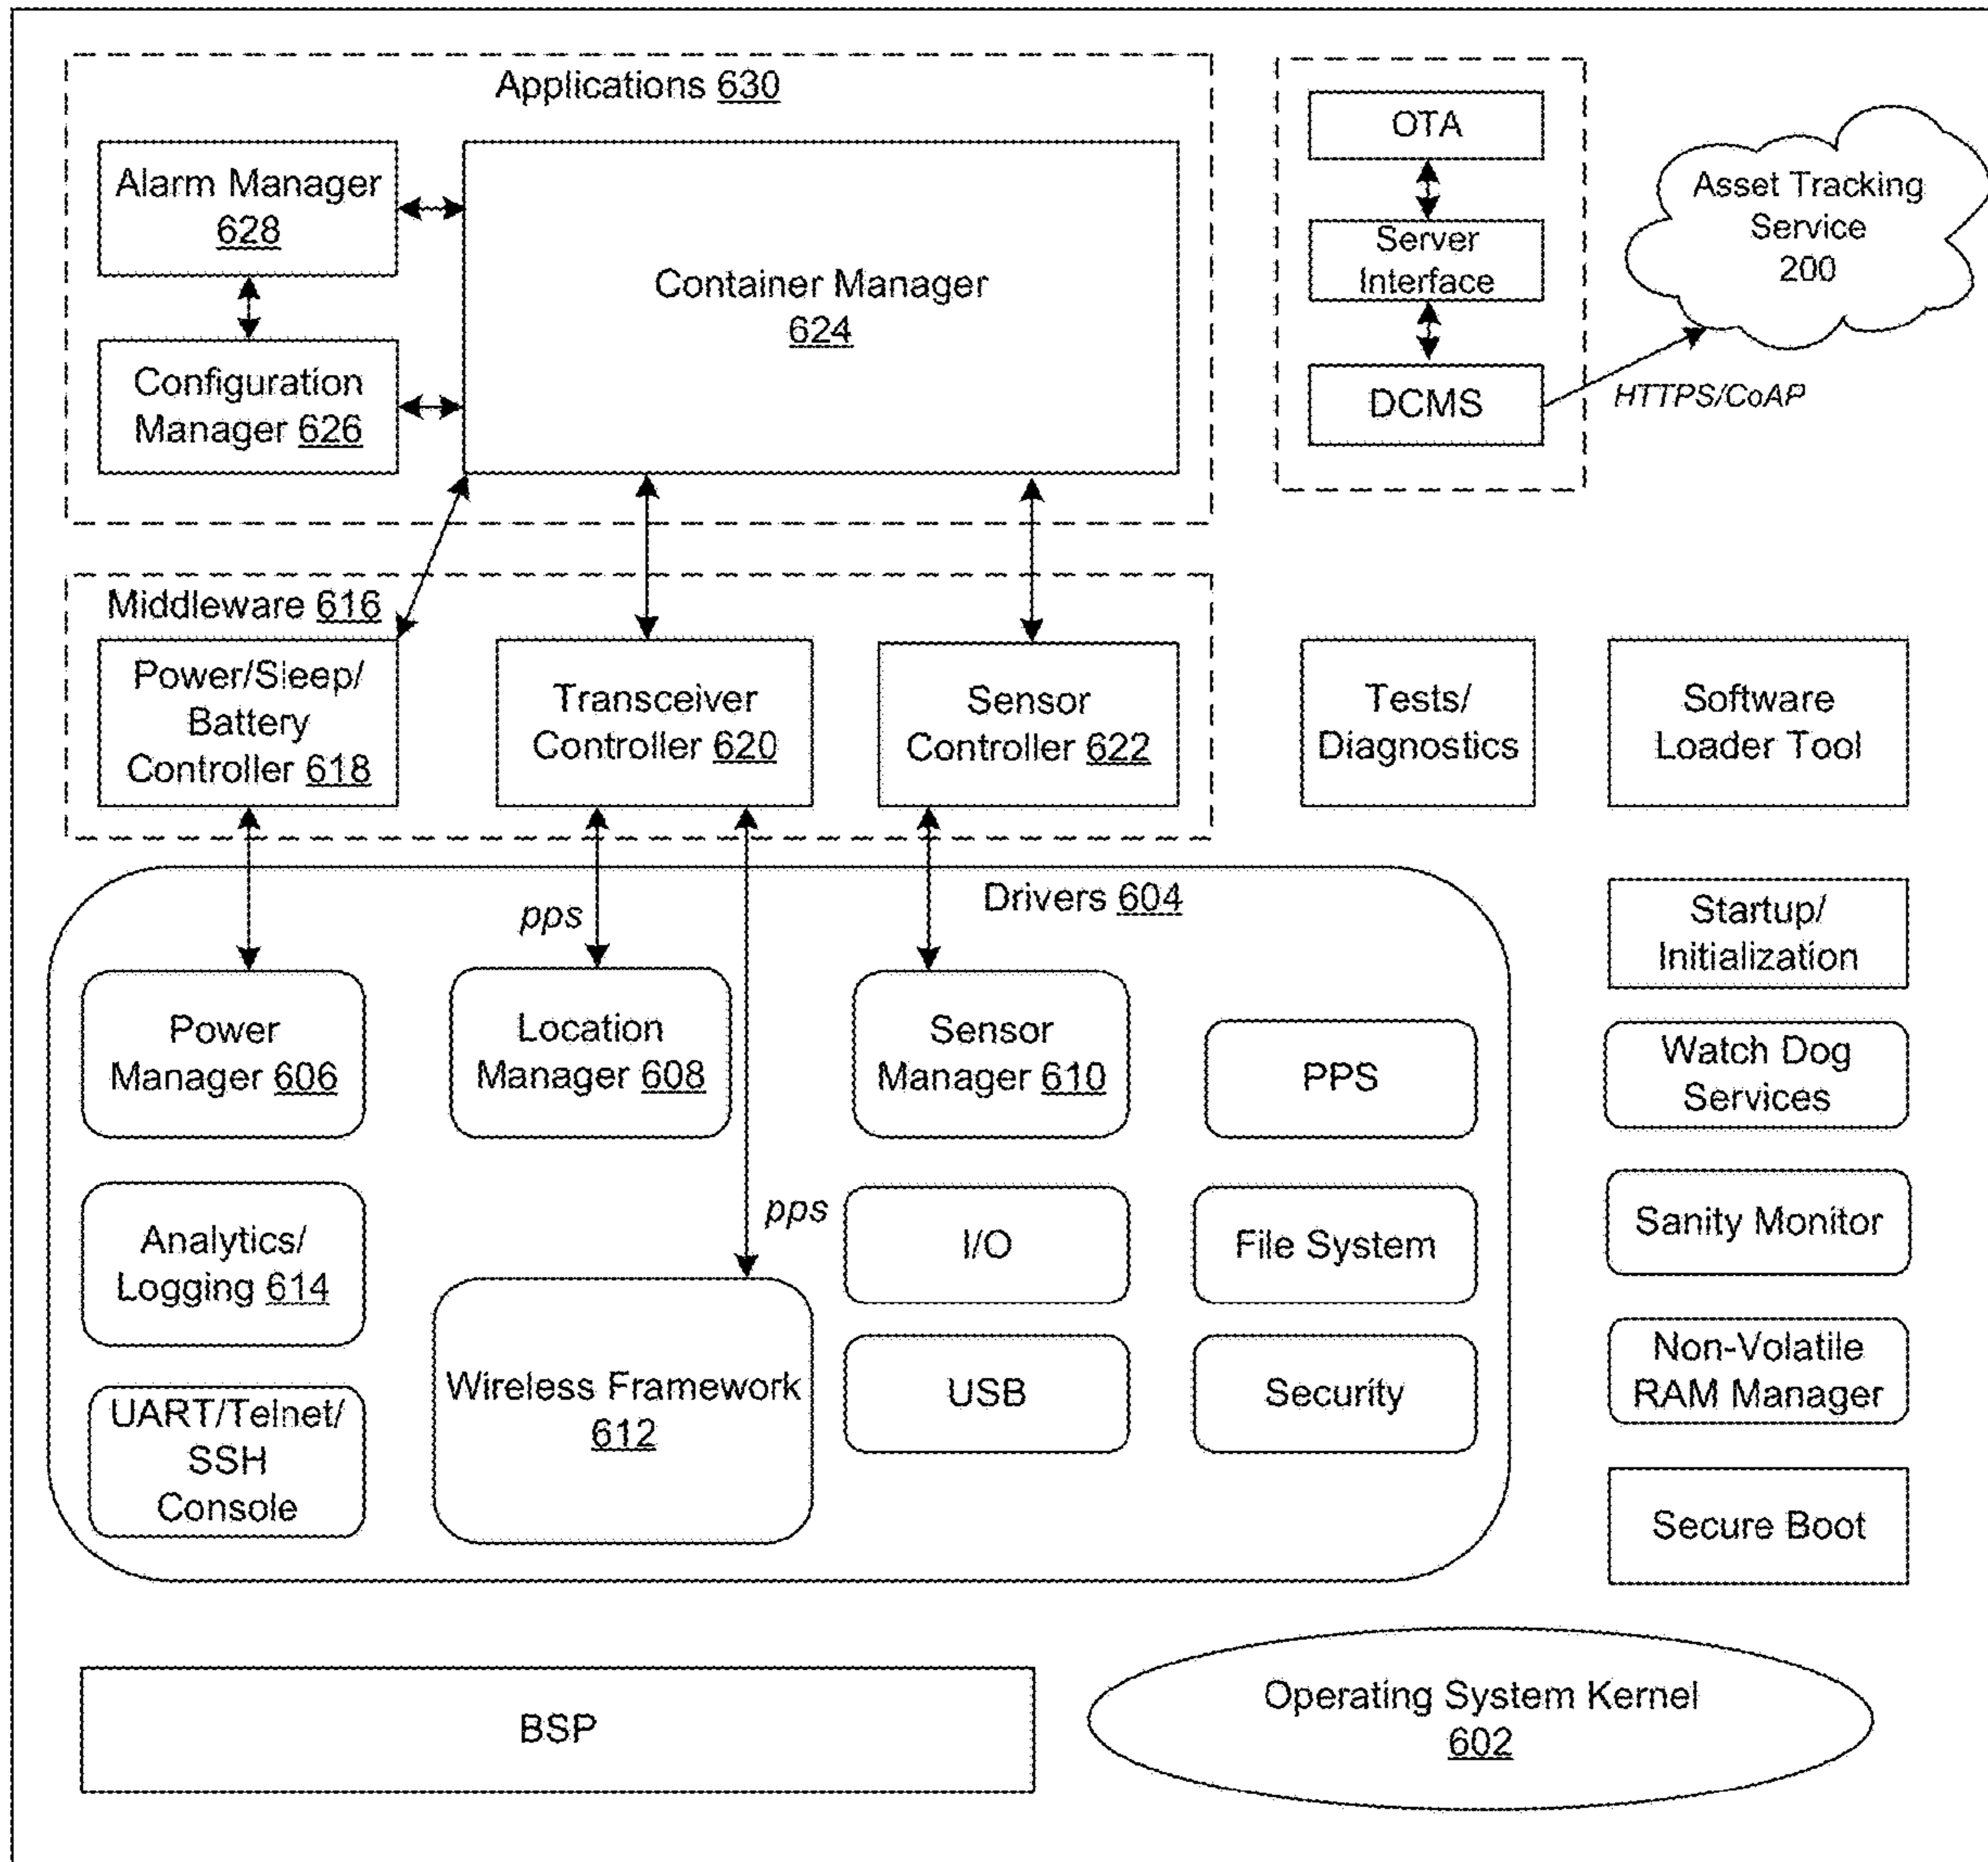 Applications 630
Alarm Manager
628
Container Manager
624
Configuration
Manager 626
OTA
Server
Interface
DCMS
Asset Tracking
Service
200
HTTPS/CoAP
Middleware 616
Power/Sleep/
Battery
Controller 618
Transceiver
Controller 620
Sensor
Controller 622
Tests/
Diagnostics
Software
Loader Tool
Drivers 604
pps
Power
Manager 606
Location
Manager 608
Sensor
Manager 610
PPS
Analytics/
Logging 614
pps
I/O
File System
UART/Telnet/
SSH
Console
Wireless Framework
612
USB
Security
Startup/
Initialization
Watch Dog
Services
Sanity Monitor
Non-Volatile
RAM Manager
Secure Boot
BSP
Operating System Kernel
602